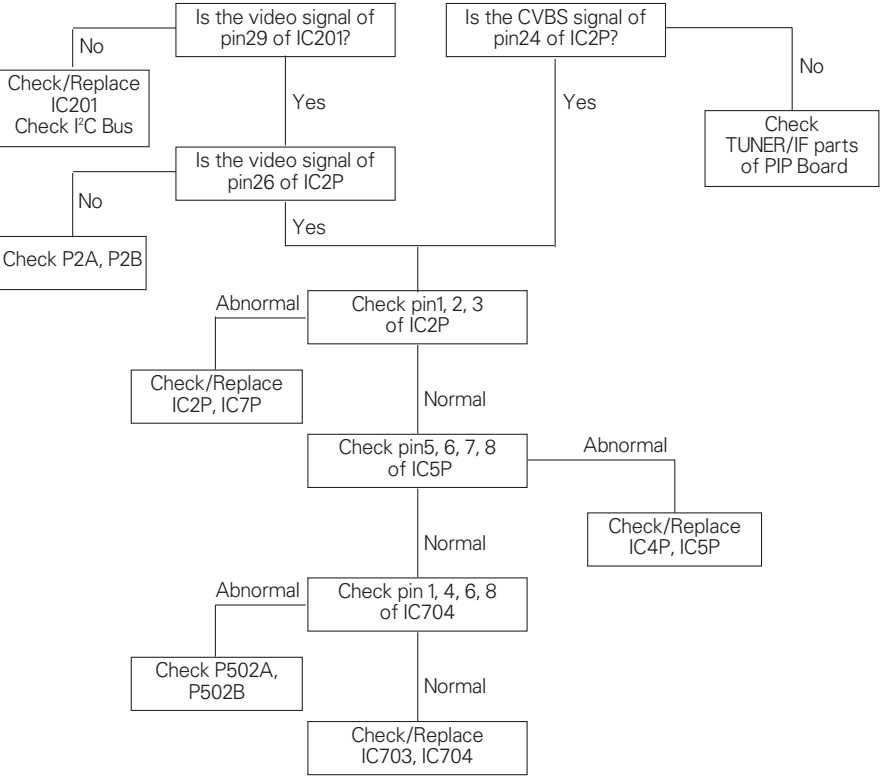 Is the video signal of
pin29 of IC201?
Is the CVBS signal of
pin24 of IC2P?
No
Check/Replace
IC201
Check I²C Bus
Yes
Yes
No
Check
TUNER/IF parts
of PIP Board
Is the video signal of
pin26 of IC2P
No
Yes
Check P2A, P2B
Check pin1, 2, 3
of IC2P
Abnormal
Check/Replace
IC2P, IC7P
Normal
Check pin5, 6, 7, 8
of IC5P
Abnormal
Check/Replace
IC4P, IC5P
Normal
Check pin 1, 4, 6, 8
of IC704
Abnormal
Check P502A,
P502B
Normal
Check/Replace
IC703, IC704